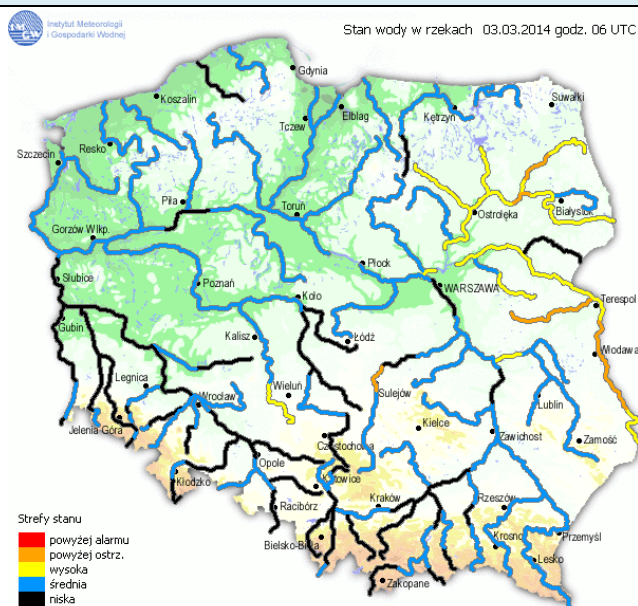 Instytut Meteorologii
i Gospodarki Wodnej
Stan wody w rzekach 03.03.2014 godz. 06 UTC
Gdynia
Koszalin
Suwałki
Tczew
Elbląg
Kętrzyn
Resko
Szczecin
Piła
Toruń
Ostrołęka
Białystok
Gorzów Wlkp.
Płock
Słubice
Poznań
Koło
WARSZAWA
Terespol
Gubin
Kalisz
Łódź
Włodawa
Legnica
Wieluń
Sulejów
Wrocław
Lublin
Jelenia Góra
Kielce
Zawichost
Zamość
Częstochowa
Opole
Kłodzko
Katowice
Racibórz
Kraków
Rzeszów
Strefy stanu
Bielsko-Biała
Krosno
Przemyśl
Lesko
Zakopane
powyżej alarmu
powyżej ostrz.
wysoka
średnia
niska